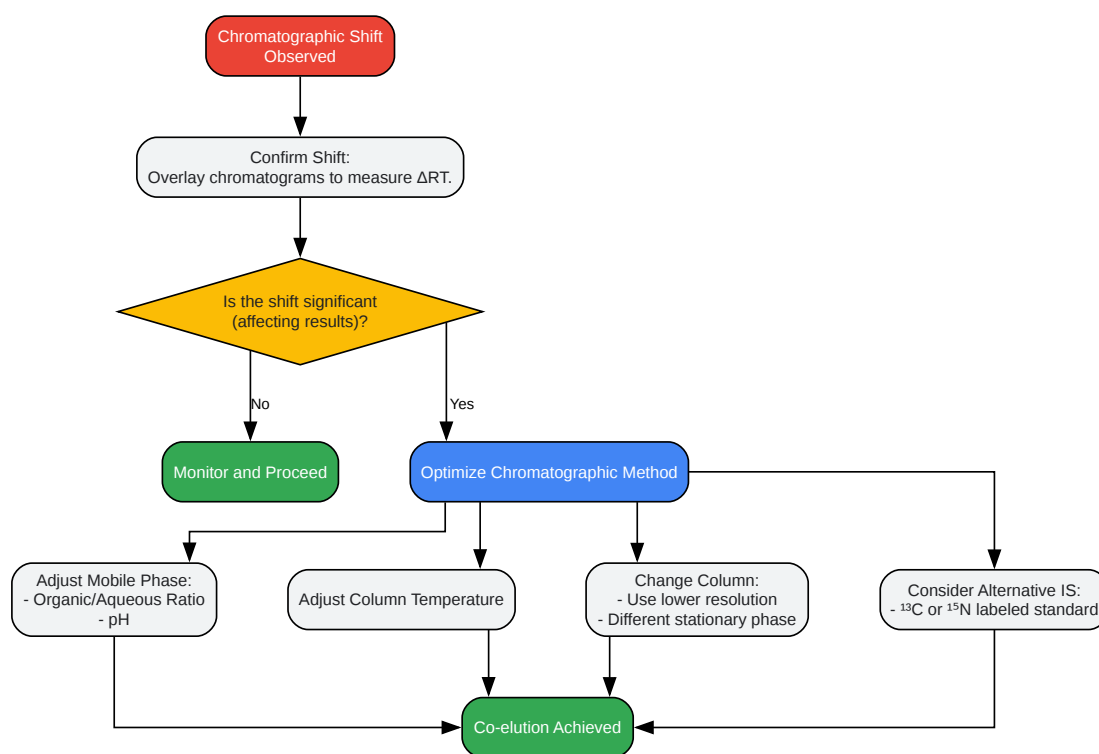 Chromatographic Shift
Observed
Confirm Shift:
Overlay chromatograms to measure ΔRT.
Is the shift significant
(affecting results)?
No
Yes
Monitor and Proceed
Optimize Chromatographic Method
Adjust Mobile Phase:
- Organic/Aqueous Ratio
- pH
Adjust Column Temperature
Change Column:
- Use lower resolution
- Different stationary phase
Consider Alternative IS:
- ¹³C or ¹⁵N labeled standard
Co-elution Achieved